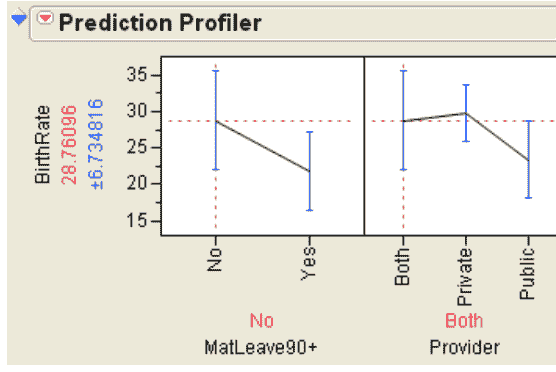 Prediction Profiler
BirthRate
28.76096
±6.734816
35
30
25
20
15
No
Yes
Both
Private
Public
No
Both
MatLeave90+
Provider